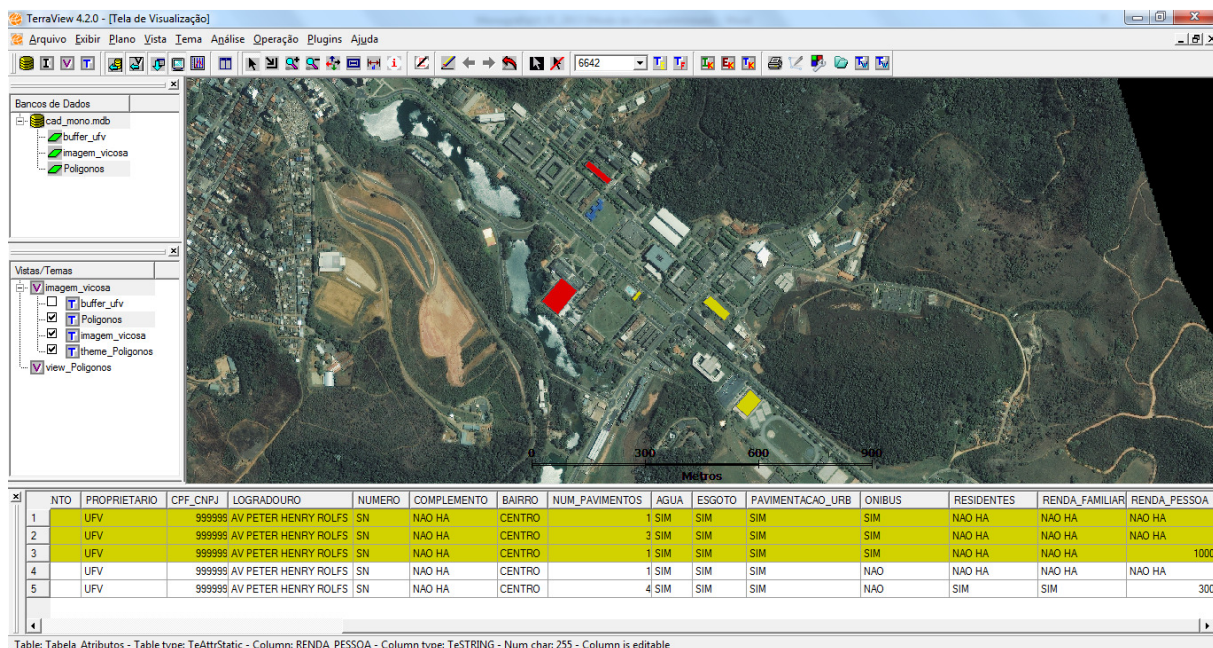 TerraView 4.2.0 - [Tela de Visualização]
Arquivo Exibir Plano Vista Tema Análise Operação Plugins Ajuda
6642
Bancos de Dados
cad_mono.mdb
buffer_ufv
imagem_vicosa
Poligonos
Vistas/Temas
imagem_vicosa
buffer_ufv
Poligonos
imagem_vicosa
theme_Poligonos
view_Poligonos
0 300 600 900
Metros
NTO PROPRIETARIO CPF_CNPJ LOGRADOURO NUMERO COMPLEMENTO BAIRRO NUM_PAVIMENTOS AGUA ESGOTO PAVIMENTACAO_URB ONIBUS RESIDENTES RENDA_FAMILIAR RENDA_PESSOA
1 UFV 999999 AV PETER HENRY ROLFS SN NAO HA CENTRO 1 SIM SIM SIM SIM NAO HA NAO HA NAO HA
2 UFV 999999 AV PETER HENRY ROLFS SN NAO HA CENTRO 3 SIM SIM SIM SIM NAO HA NAO HA NAO HA
3 UFV 999999 AV PETER HENRY ROLFS SN NAO HA CENTRO 1 SIM SIM SIM SIM NAO HA NAO HA 1000
4 UFV 999999 AV PETER HENRY ROLFS SN NAO HA CENTRO 1 SIM SIM SIM NAO NAO HA NAO HA NAO HA
5 UFV 999999 AV PETER HENRY ROLFS SN NAO HA CENTRO 4 SIM SIM SIM NAO SIM SIM 300
Table: Tabela_Atributos - Table type: TeAttrStatic - Column: RENDA_PESSOA - Column type: TeSTRING - Num char: 255 - Column is editable